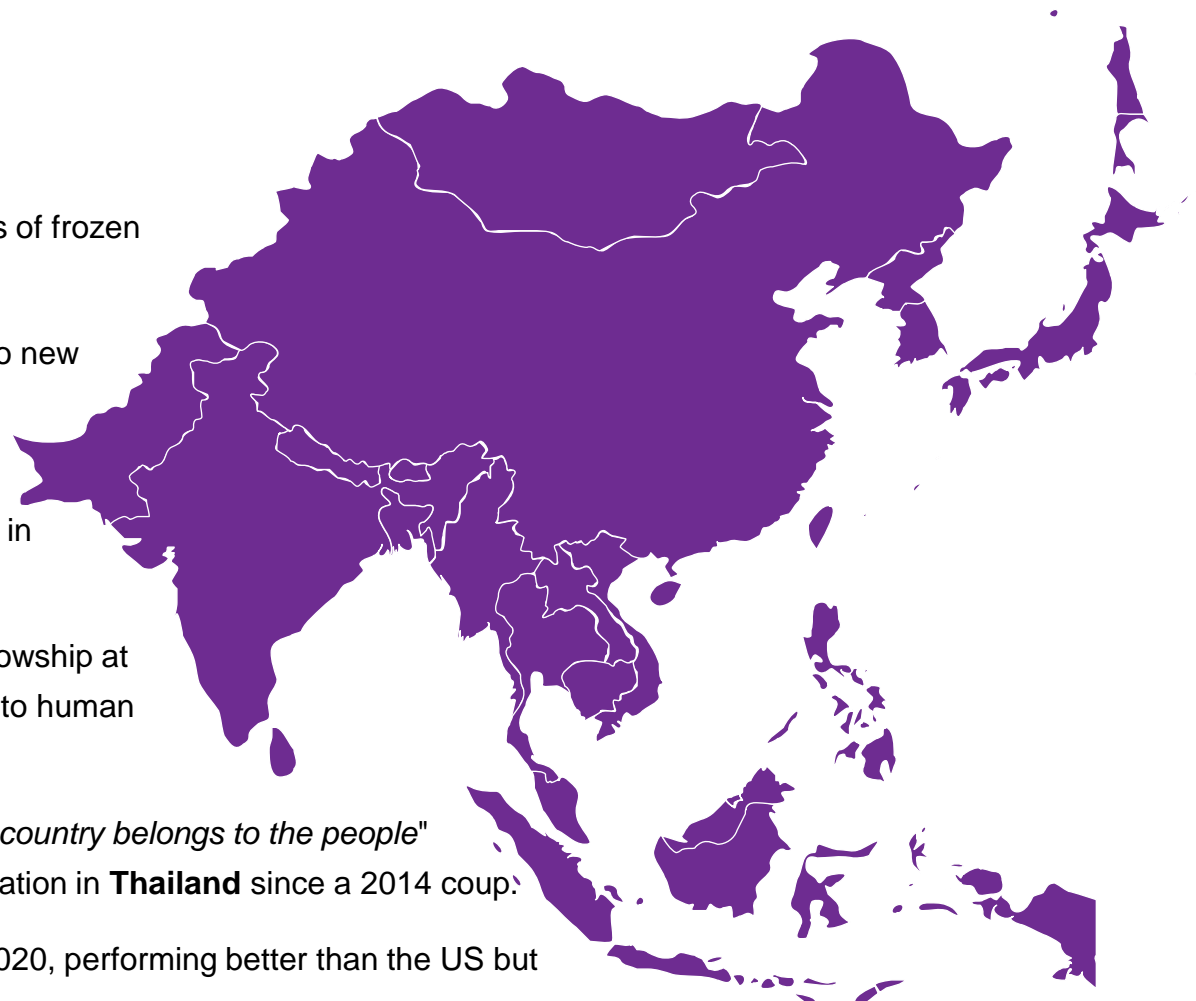 s of frozen
o new
in
owship at
to human
country belongs to the people"
ation in Thailand since a 2014 coup.
020, performing better than the US but